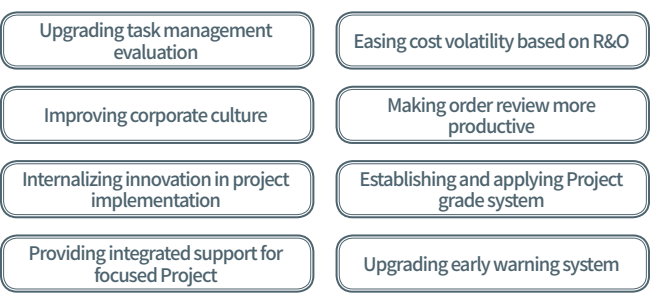 Upgrading task management
evaluation
Easing cost volatility based on R&O
Improving corporate culture
Making order review more
productive
Internalizing innovation in project
implementation
Establishing and applying Project
grade system
Providing integrated support for
focused Project
Upgrading early warning system